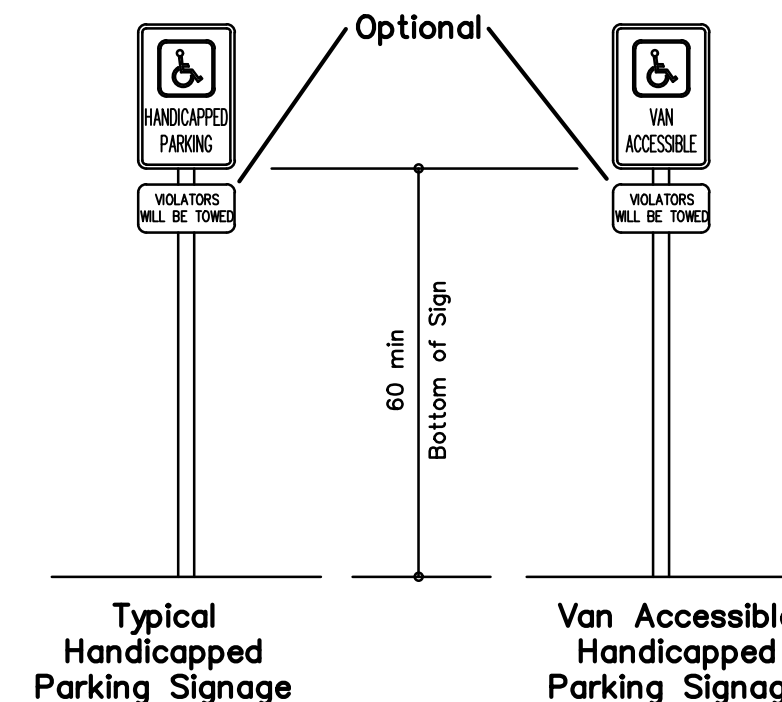 Optional
HANDICAPPED
PARKING
VIOLATORS
WILL BE TOWED
VAN
ACCESSIBLE
VIOLATORS
WILL BE TOWED
60 min
Bottom of Sign
Typical
Handicapped
Parking Signage
Van Accessible
Handicapped
Parking Signag